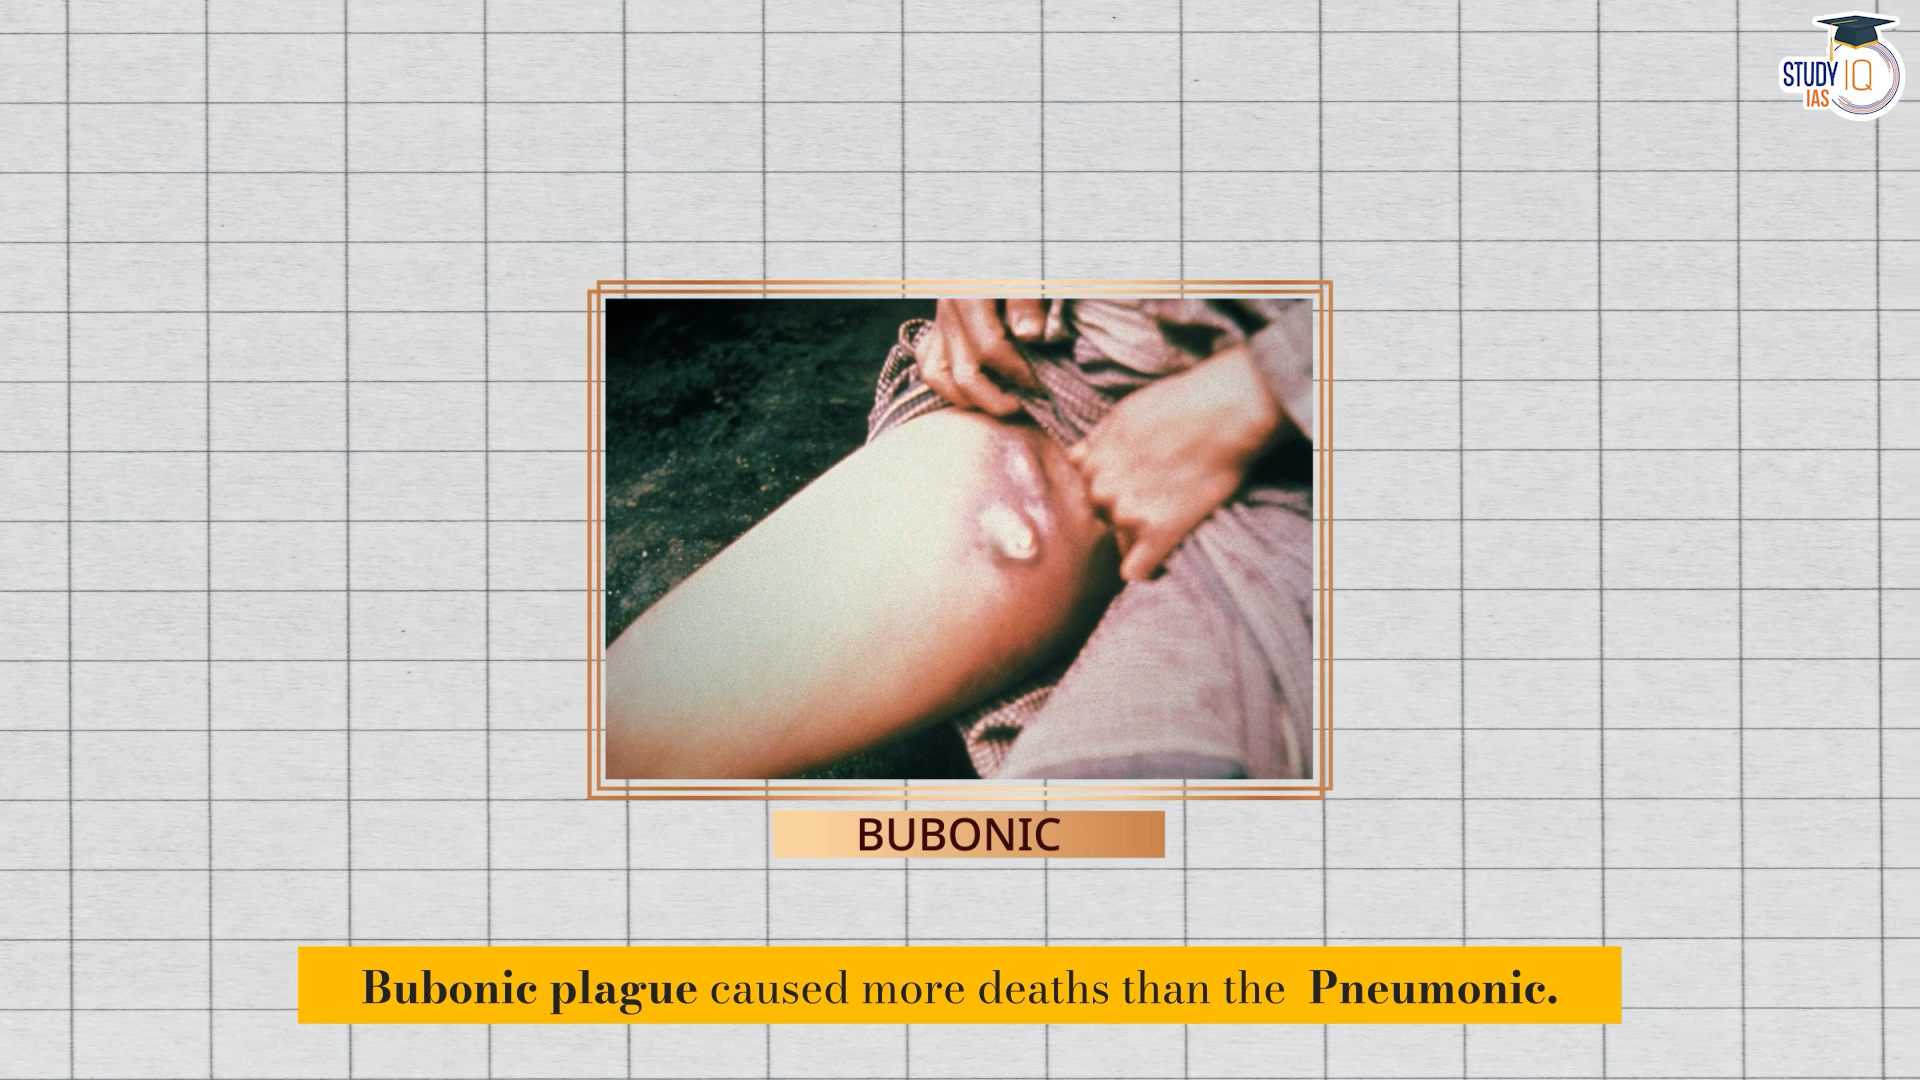 STUDY IQ
IAS
BUBONIC
Bubonic plague caused more deaths than the Pneumonic.